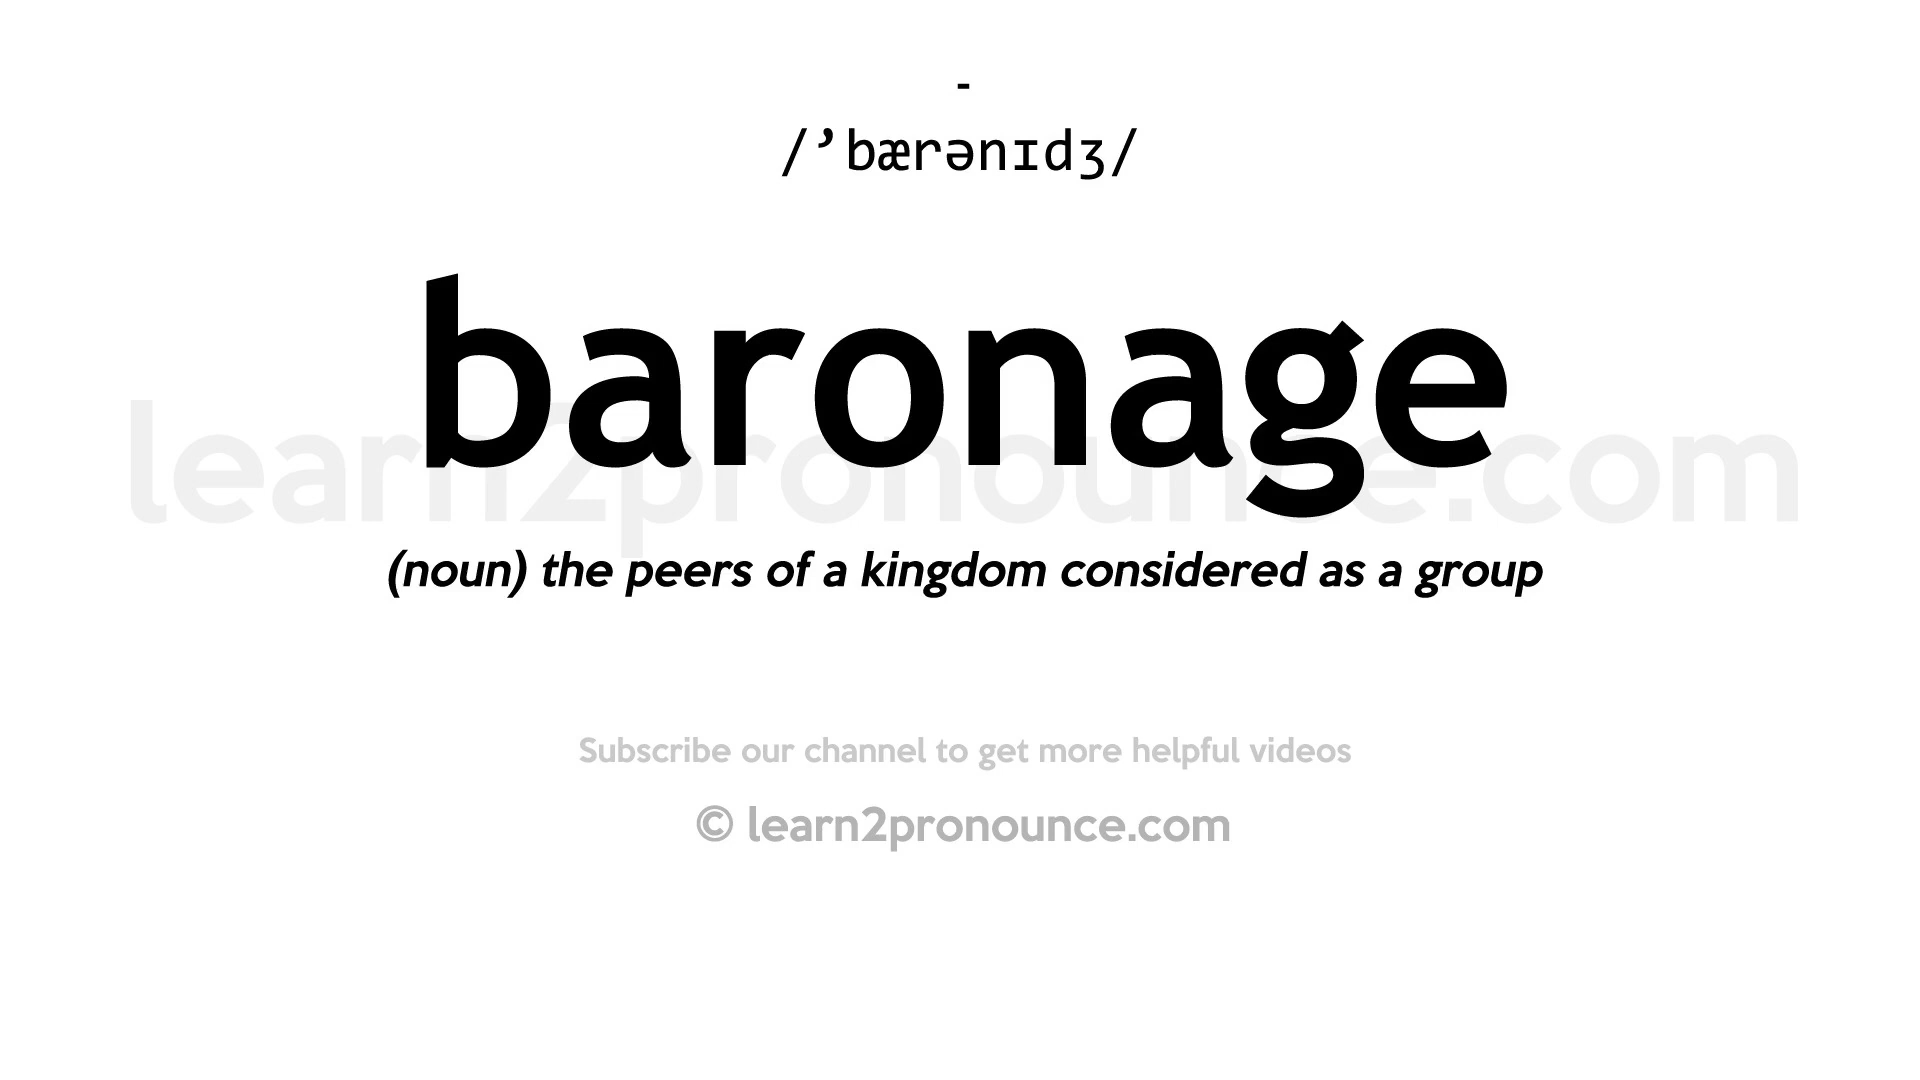 -
/’bærənɪdʒ/
baronage
learn2pronounce.com
(noun) the peers of a kingdom considered as a group
Subscribe our channel to get more helpful videos
© learn2pronounce.com